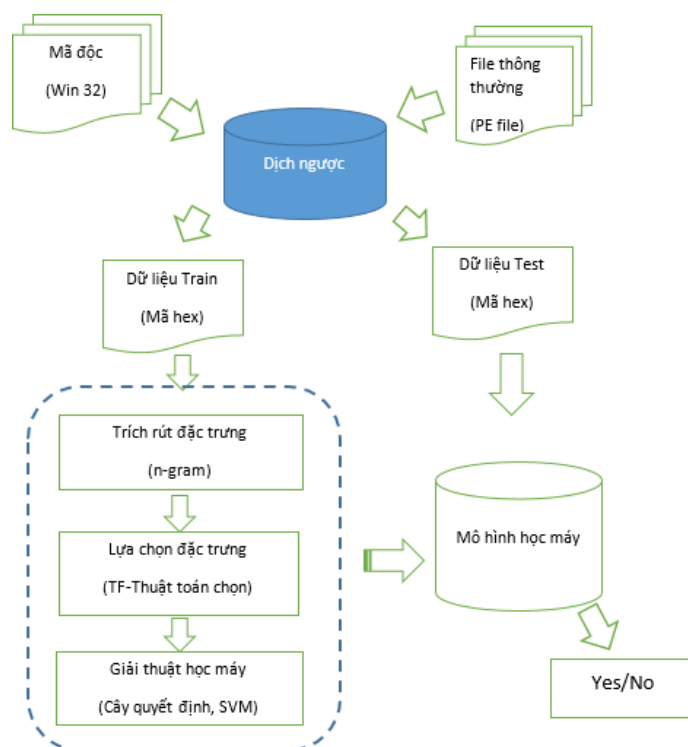 Mã độc
(Win 32)
File thông
thường
(PE file)
Dịch ngược
Dữ liệu Train
(Mã hex)
Dữ liệu Test
(Mã hex)
Trích rút đặc trưng
(n-gram)
Lựa chọn đặc trưng
(TF-Thuật toán chọn)
Giải thuật học máy
(Cây quyết định, SVM)
Mô hình học máy
Yes/No